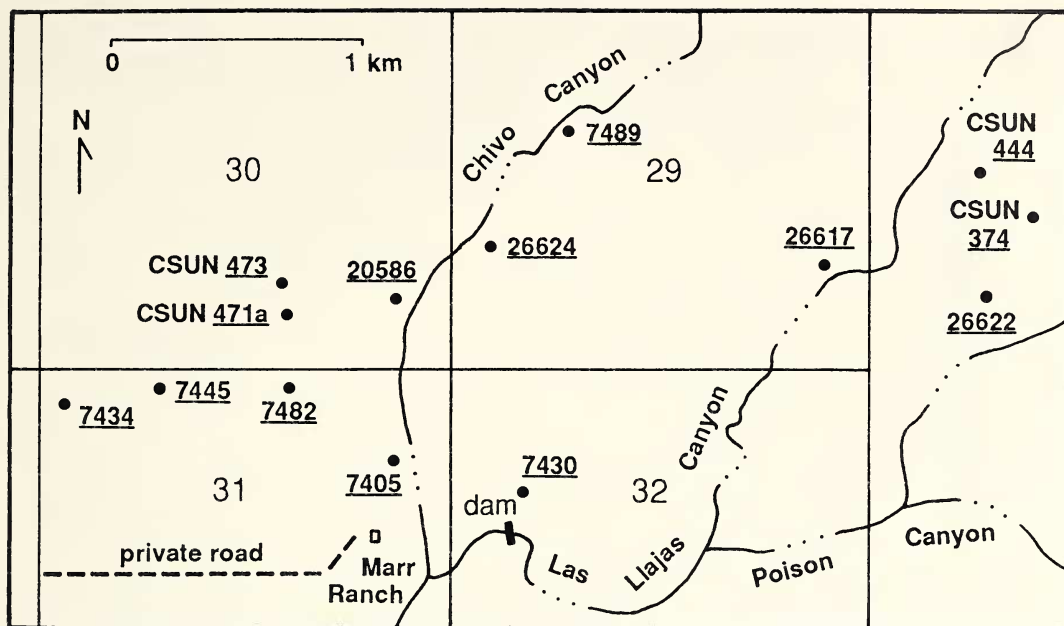 0
1 km
N
30
Chivo
Canyon
7489
29
CSUN
444
CSUN
374
26624
26617
CSUN 473
20586
CSUN 471a
26622
7434
7445
7482
7405
31
7430
dam
32
Canyon
private road
Marr
Ranch
Las
Llajas
Poison
Canyon